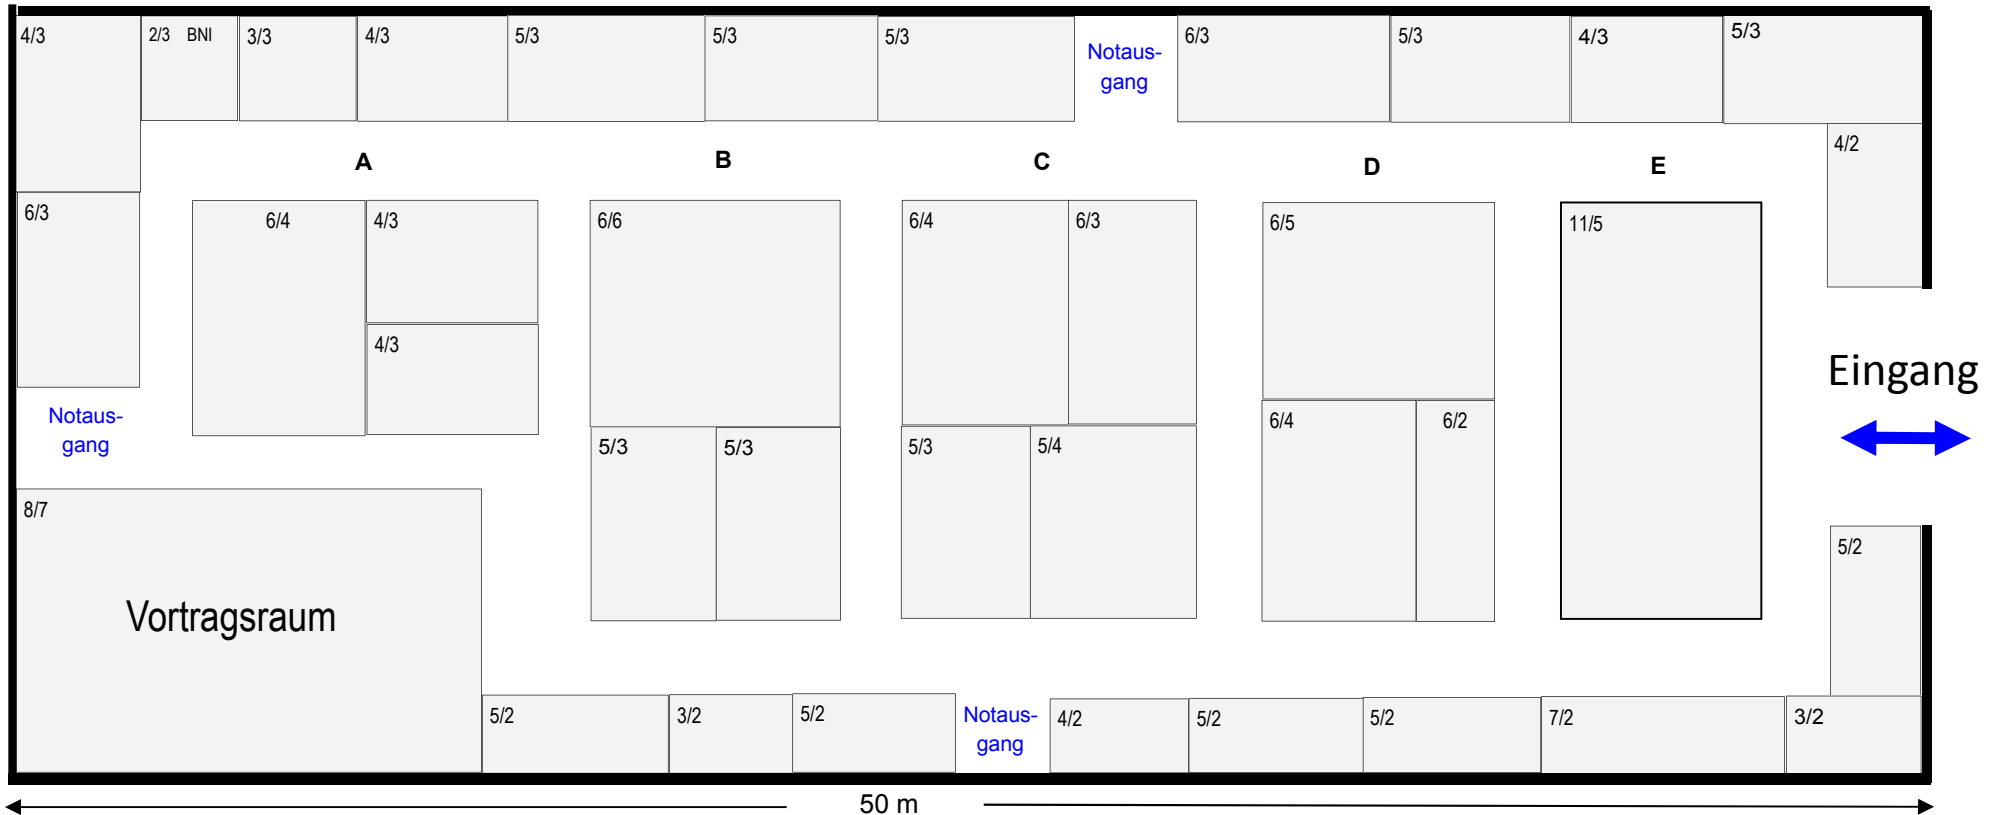 4/3
2/3 BNI
3/3
4/3
5/3
5/3
5/3
Notaus-
gang
6/3
5/3
4/3
5/3
4/2
A
B
C
D
E
6/3
6/4
4/3
4/3
6/6
5/3
5/3
6/4
6/3
5/3
5/4
6/5
6/4
6/2
11/5
Eingang
Notaus-
gang
8/7
Vortragsraum
5/2
5/2
3/2
5/2
Notaus-
gang
4/2
5/2
5/2
7/2
3/2
50 m